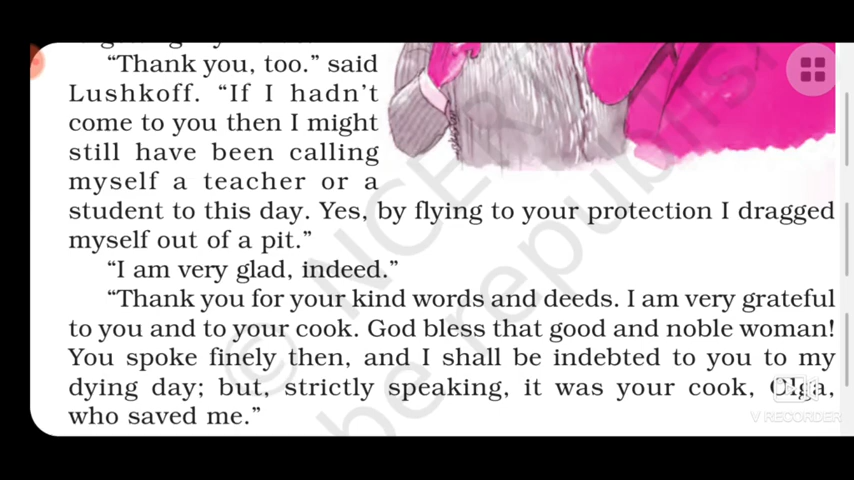 “Thank you, too.” said
Lushkoff. “If I hadn’t
come to you then I might
still have been calling
myself a teacher or a
student to this day. Yes, by flying to your protection I dragged
myself out of a pit.”
“I am very glad, indeed.”
“Thank you for your kind words and deeds. I am very grateful
to you and to your cook. God bless that good and noble woman!
You spoke finely then, and I shall be indebted to you to my
dying day; but, strictly speaking, it was your cook, Olga,
who saved me.”
© NCERT
be republish
V RECORDER